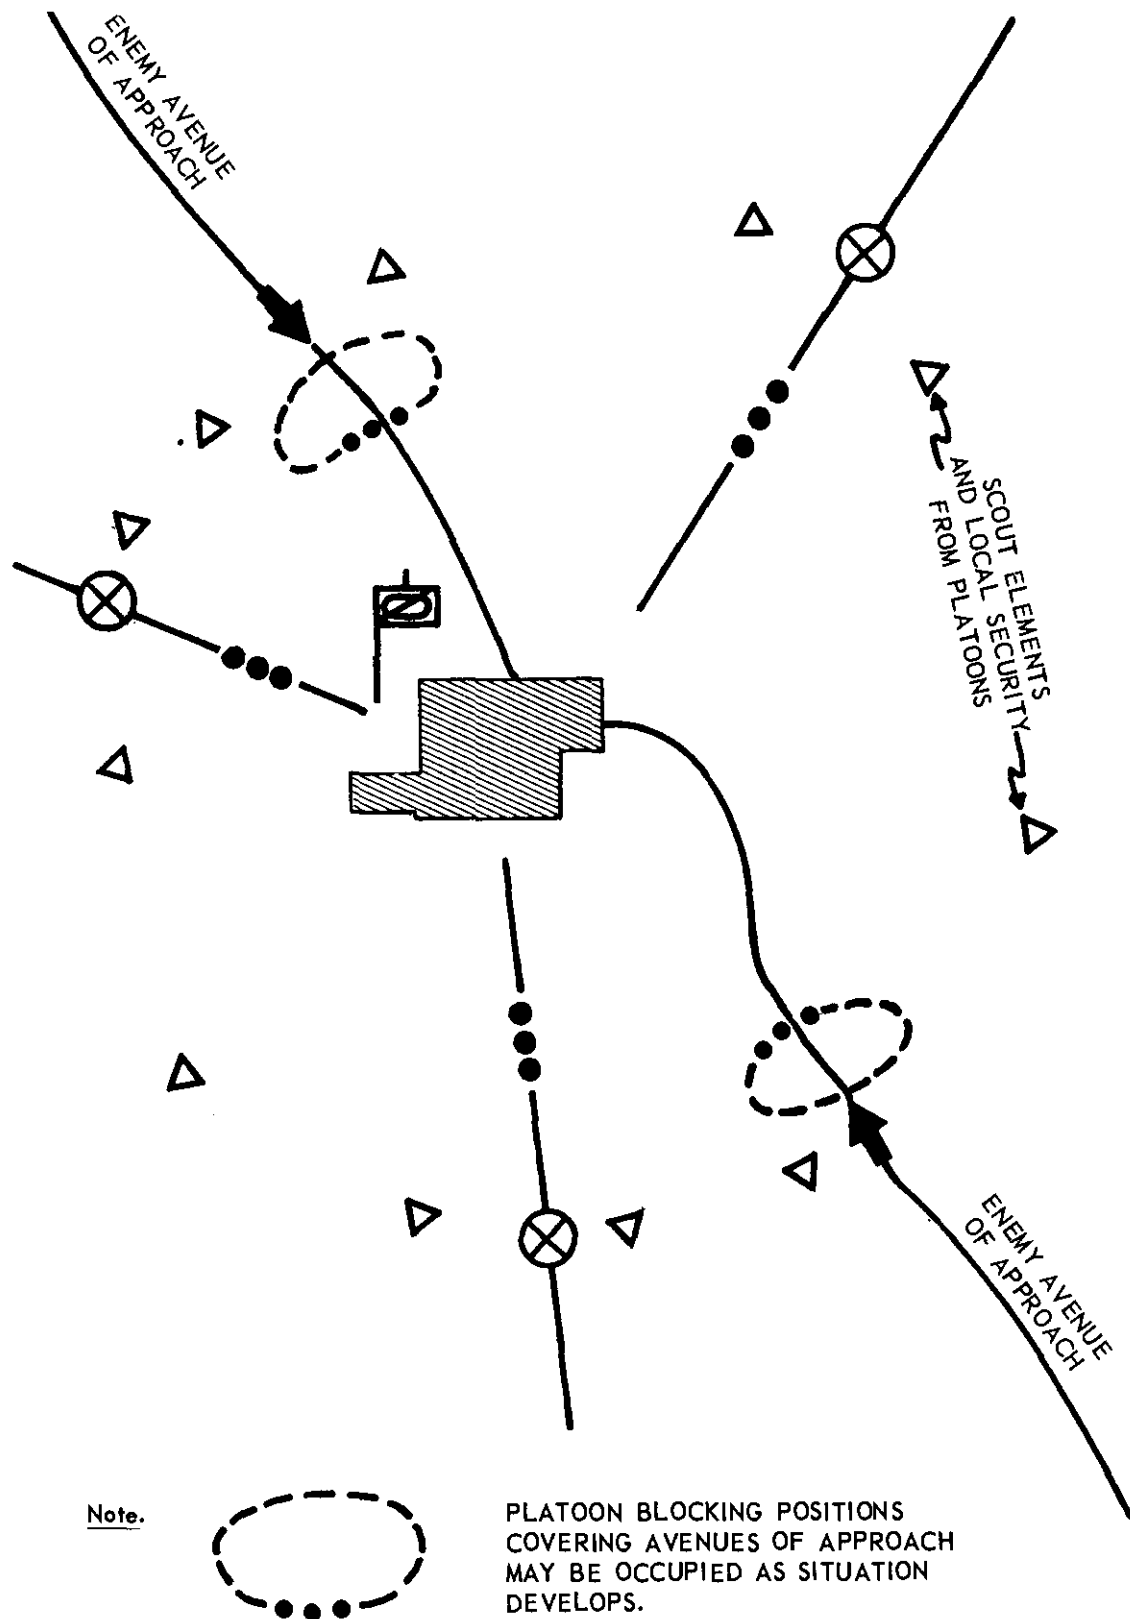 ENEMY AVENUE
OF APPROACH
SCOUT ELEMENTS
AND LOCAL SECURITY
FROM PLATOONS
ENEMY AVENUE
OF APPROACH
Note.
PLATOON BLOCKING POSITIONS
COVERING AVENUES OF APPROACH
MAY BE OCCUPIED AS SITUATION
DEVELOPS.